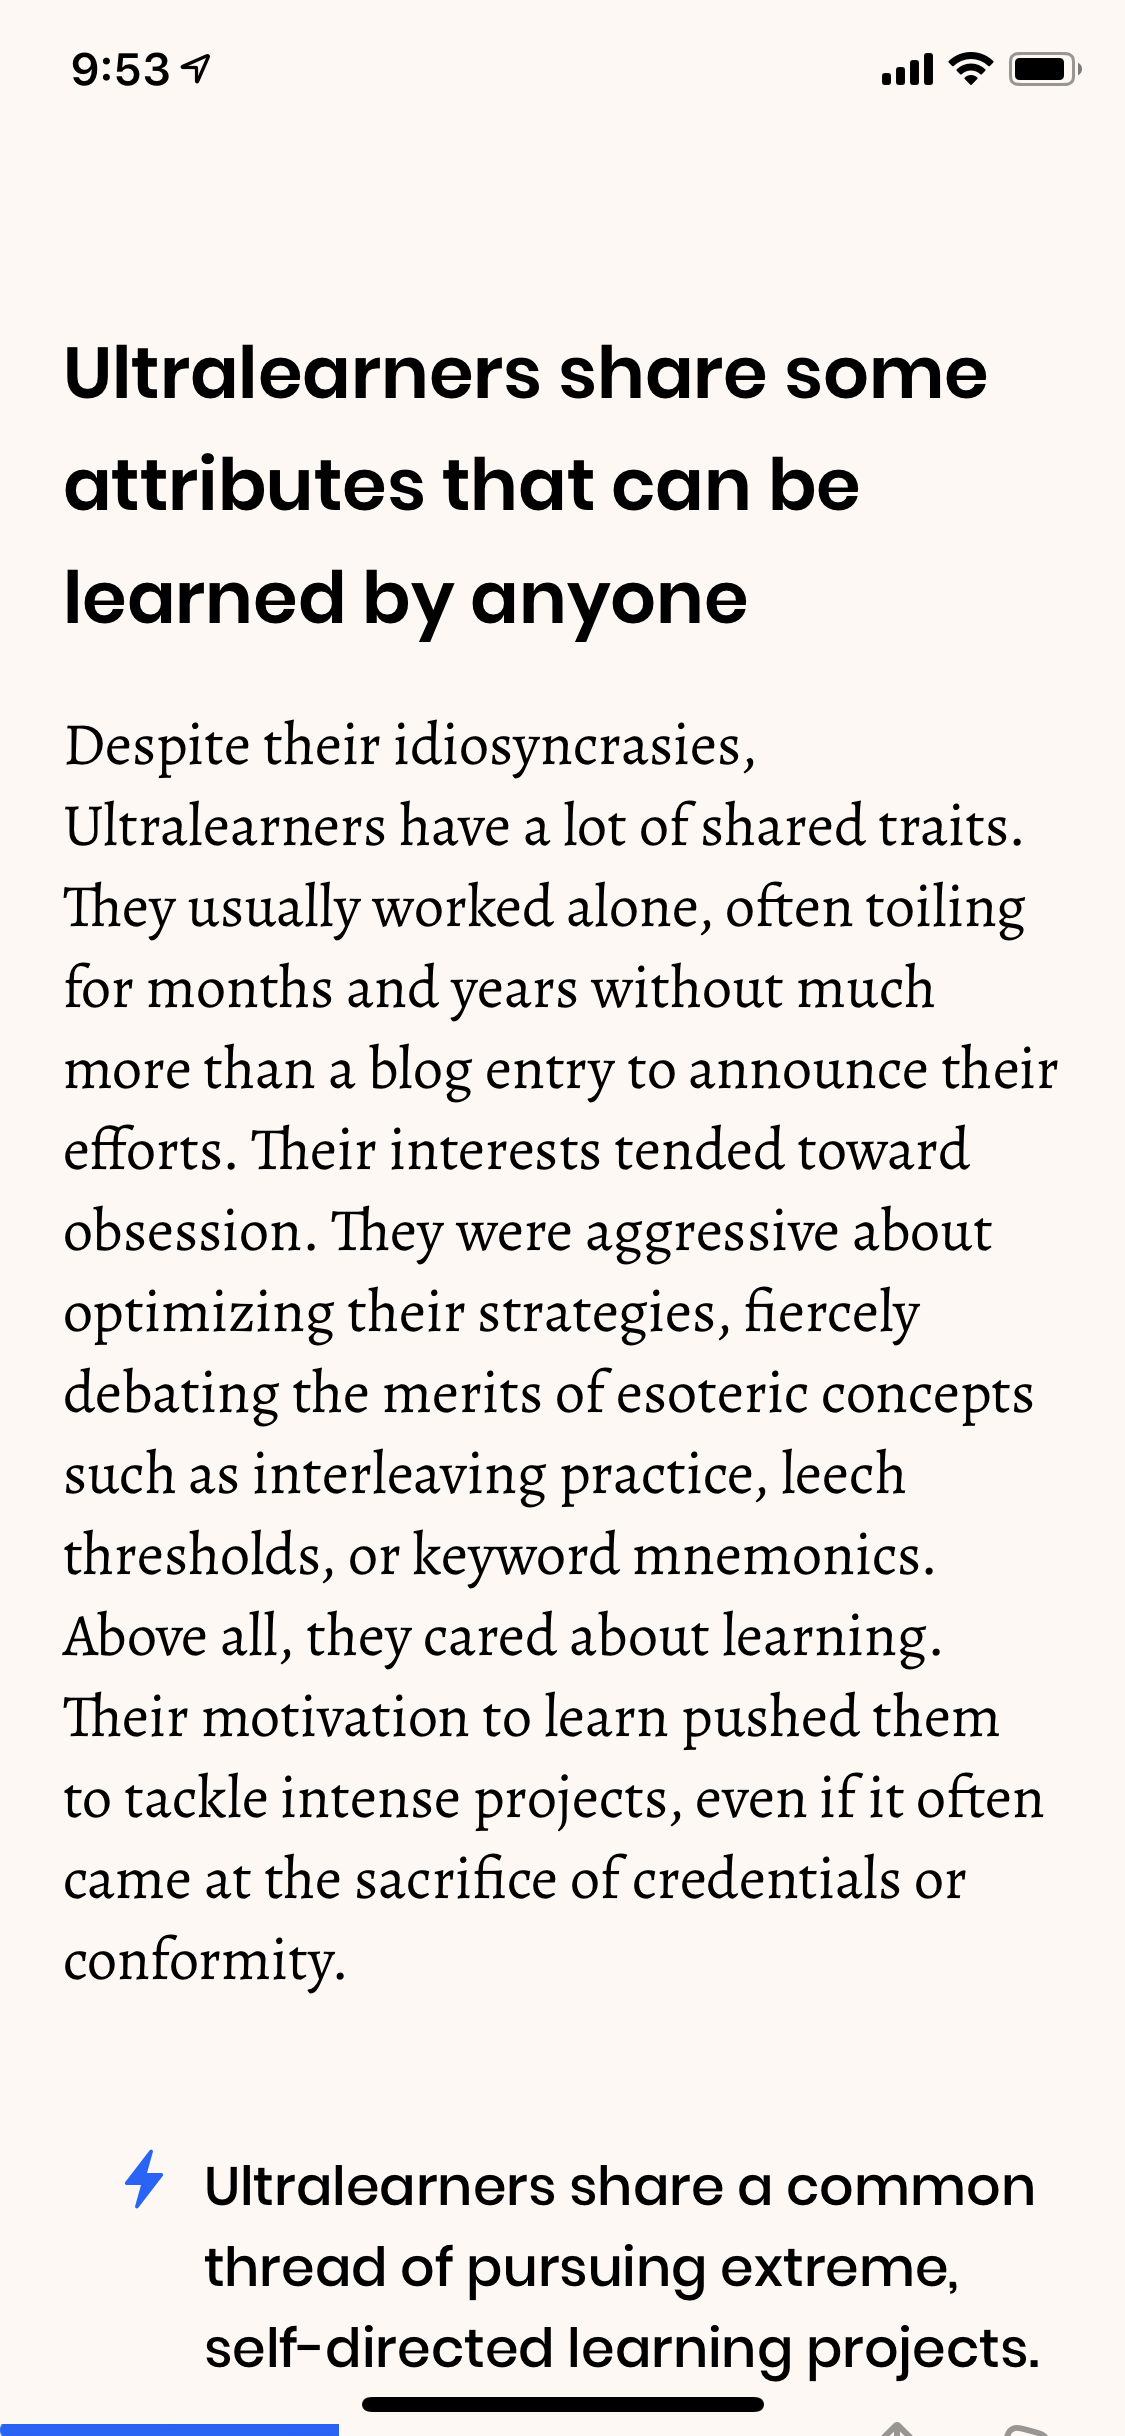 9:53
Ultralearners share some
attributes that can be
learned by anyone
Despite their idiosyncrasies,
Ultralearners have a lot of shared traits.
They usually worked alone, often toiling
for months and years without much
more than a blog entry to announce their
efforts. Their interests tended toward
obsession. They were aggressive about
optimizing their strategies, fiercely
debating the merits of esoteric concepts
such as interleaving practice, leech
thresholds, or keyword mnemonics.
Above all, they cared about learning.
Their motivation to learn pushed them
to tackle intense projects, even if it often
came at the sacrifice of credentials or
conformity.
Ultralearners share a common
thread of pursuing extreme,
self-directed learning projects.